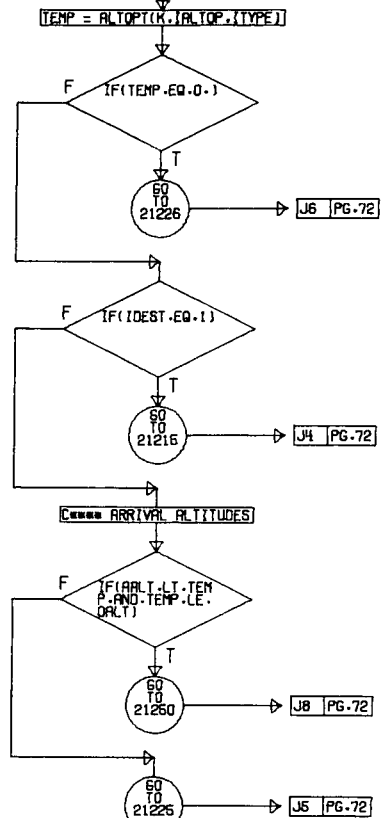 TEMP = ALTOPT(K,IALTOP,ITYPE)
F
IF(TEMP.EQ.0.)
T
GO
TO
21226
J6 PG.72
F
IF(IDEST.EQ.1)
T
GO
TO
21216
J4 PG.72
C**** ARRIVAL ALTITUDES
F
IF(AALT.LT.TEM
P.AND.TEMP.LE.
DALT)
T
GO
TO
21260
J8 PG.72
GO
TO
21225
J5 PG.72